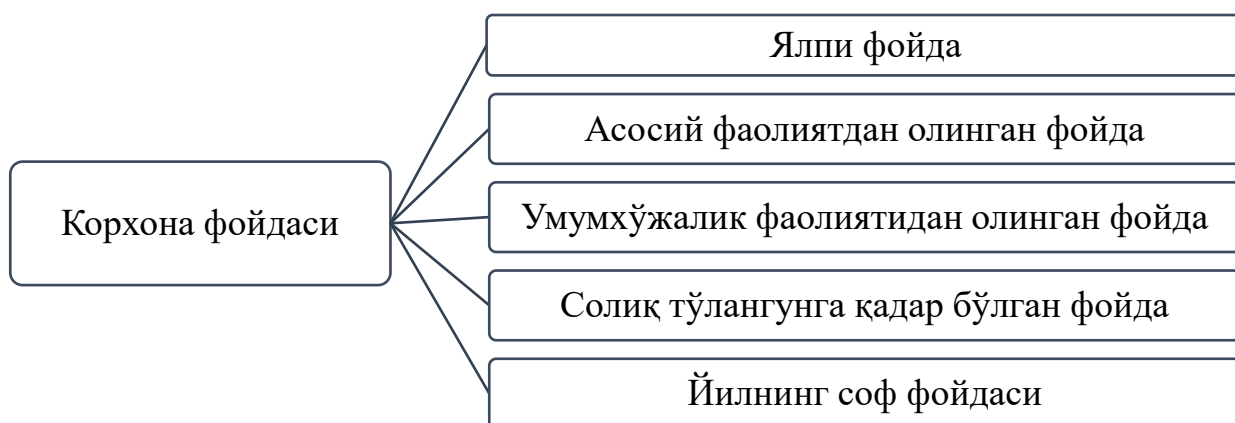 Корхона фойдаси
Ялпи фойда
Асосий фаолиятдан олинган фойда
Умумхўжалик фаолиятидан олинган фойда
Солиқ тўлангунга қадар бўлган фойда
Йилнинг соф фойдаси